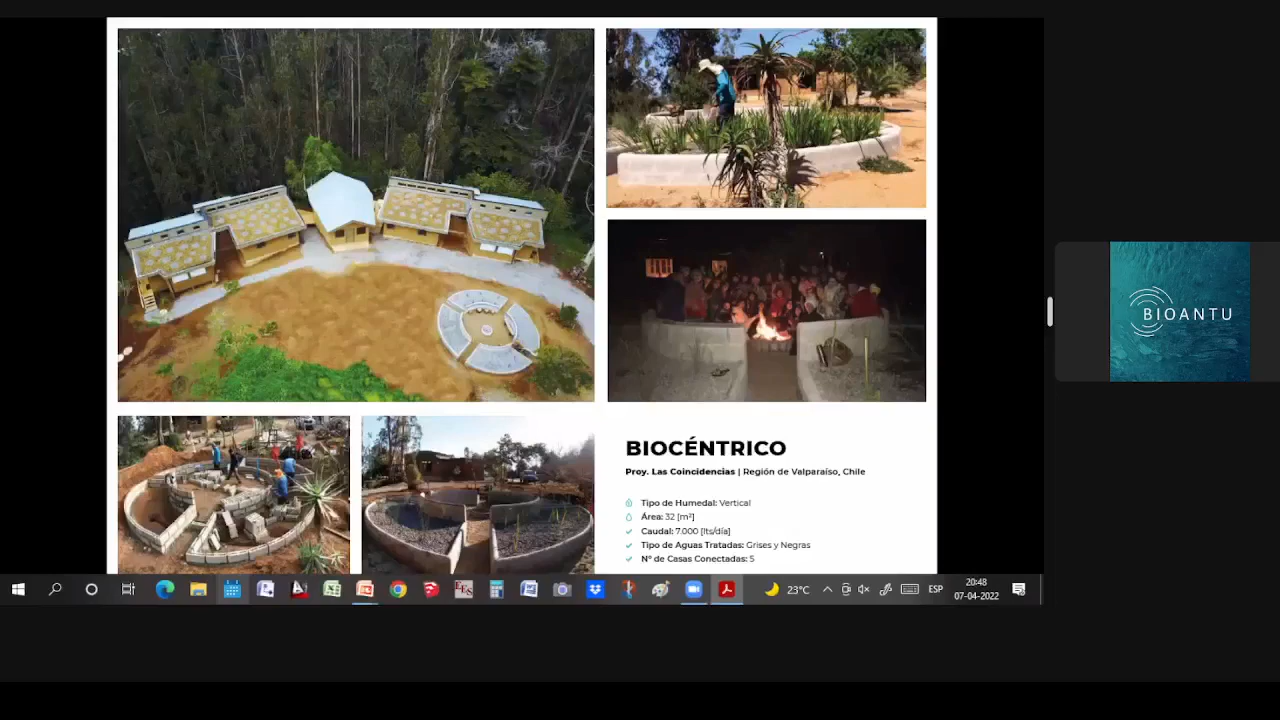 BIOCÉNTRICO
Proy. Las Coincidencias | Región de Valparaíso, Chile
Tipo de Humedal: Vertical
Área: 32 [m²]
Caudal: 7.000 [lts/día]
Tipo de Aguas Tratadas: Grises y Negras
Nº de Casas Conectadas: 5
BIOANTU
23°C
ESP
20:48
07-04-2022